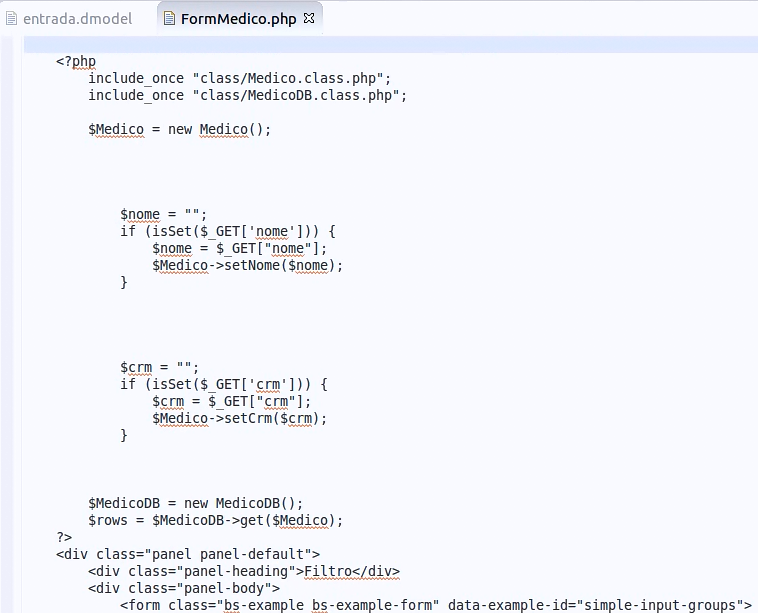 entrada.dmodel
FormMedico.php
<?php
include_once "class/Medico.class.php";
include_once "class/MedicoDB.class.php";
$Medico = new Medico();
$nome = "";
if (isSet($_GET['nome'])) {
$nome = $_GET["nome"];
$Medico->setNome($nome);
}
$crm = "";
if (isSet($_GET['crm'])) {
$crm = $_GET["crm"];
$Medico->setCrm($crm);
}
$MedicoDB = new MedicoDB();
$rows = $MedicoDB->get($Medico);
?>
<div class="panel panel-default">
<div class="panel-heading">Filtro</div>
<div class="panel-body">
<form class="bs-example bs-example-form" data-example-id="simple-input-groups">